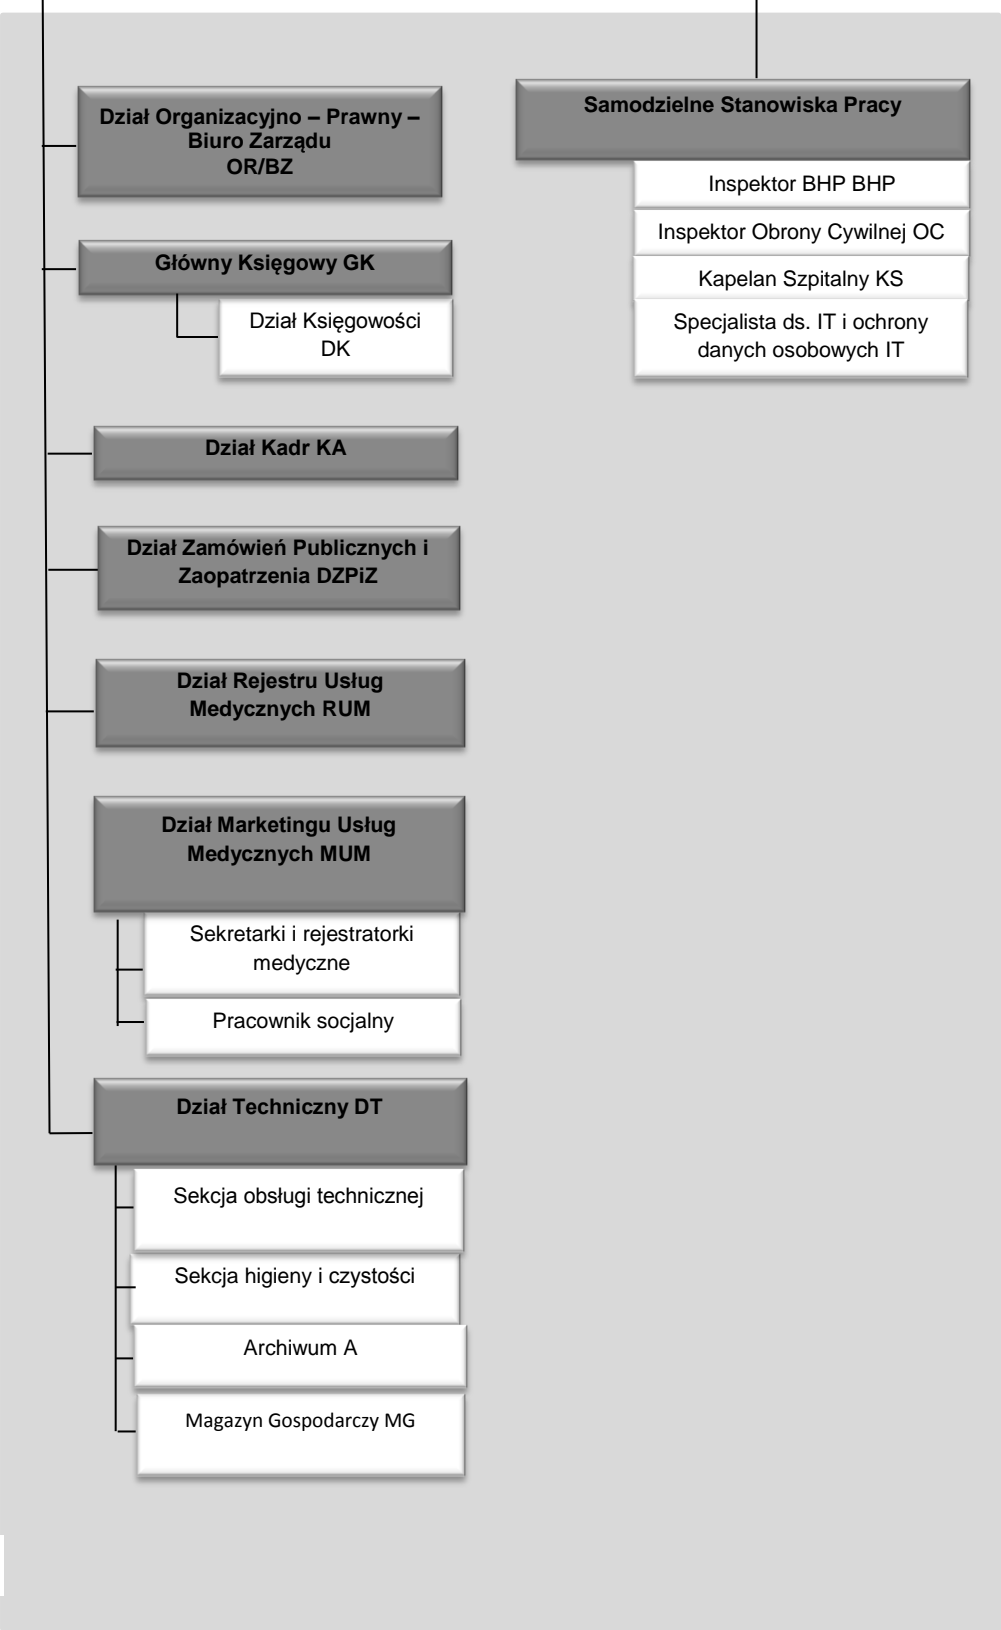 Dział Organizacyjno – Prawny –
Biuro Zarządu
OR/BZ
Główny Księgowy GK
Dział Księgowości
DK
Dział Kadr KA
Dział Zamówień Publicznych i
Zaopatrzenia DZPiZ
Dział Rejestru Usług
Medycznych RUM
Dział Marketingu Usług
Medycznych MUM
Sekretarki i rejestratorki
medyczne
Pracownik socjalny
Dział Techniczny DT
Sekcja obsługi technicznej
Sekcja higieny i czystości
Archiwum A
Magazyn Gospodarczy MG
Samodzielne Stanowiska Pracy
Inspektor BHP BHP
Inspektor Obrony Cywilnej OC
Kapelan Szpitalny KS
Specjalista ds. IT i ochrony
danych osobowych IT